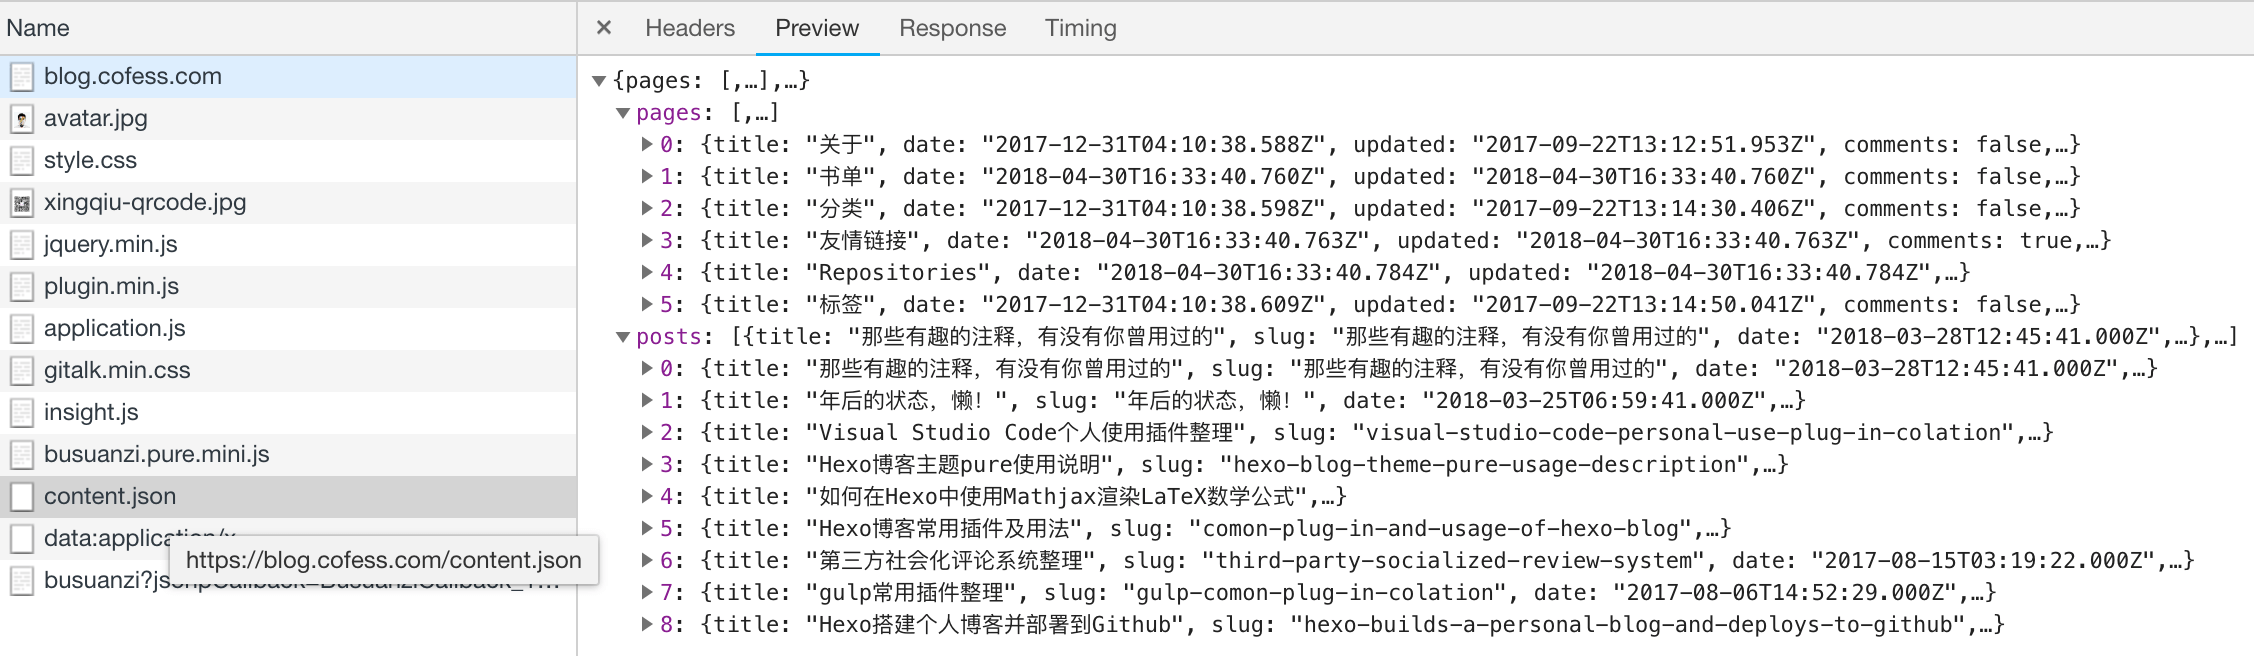 Name
blog.cofess.com
avatar.jpg
style.css
xingqiu-qrcode.jpg
jquery.min.js
plugin.min.js
application.js
gitalk.min.css
insight.js
busuanzi.pure.mini.js
content.json
data:application/x
https://blog.cofess.com/content.json
busuanzi?jsonpCallback=BusuanziCallback_1…
× Headers Preview Response Timing
▼{pages: [,…],…}
▼pages: [,…]
▶0: {title: "关于", date: "2017-12-31T04:10:38.588Z", updated: "2017-09-22T13:12:51.953Z", comments: false,…}
▶1: {title: "书单", date: "2018-04-30T16:33:40.760Z", updated: "2018-04-30T16:33:40.760Z", comments: false,…}
▶2: {title: "分类", date: "2017-12-31T04:10:38.598Z", updated: "2017-09-22T13:14:30.406Z", comments: false,…}
▶3: {title: "友情链接", date: "2018-04-30T16:33:40.763Z", updated: "2018-04-30T16:33:40.763Z", comments: true,…}
▶4: {title: "Repositories", date: "2018-04-30T16:33:40.784Z", updated: "2018-04-30T16:33:40.784Z",…}
▶5: {title: "标签", date: "2017-12-31T04:10:38.609Z", updated: "2017-09-22T13:14:50.041Z", comments: false,…}
▼posts: [{title: "那些有趣的注释，有没有你曾用过的", slug: "那些有趣的注释，有没有你曾用过的", date: "2018-03-28T12:45:41.000Z",…},…]
▶0: {title: "那些有趣的注释，有没有你曾用过的", slug: "那些有趣的注释，有没有你曾用过的", date: "2018-03-28T12:45:41.000Z",…}
▶1: {title: "年后的状态，懒！", slug: "年后的状态，懒！", date: "2018-03-25T06:59:41.000Z",…}
▶2: {title: "Visual Studio Code个人使用插件整理", slug: "visual-studio-code-personal-use-plug-in-colation",…}
▶3: {title: "Hexo博客主题pure使用说明", slug: "hexo-blog-theme-pure-usage-description",…}
▶4: {title: "如何在Hexo中使用Mathjax渲染LaTeX数学公式",…}
▶5: {title: "Hexo博客常用插件及用法", slug: "comon-plug-in-and-usage-of-hexo-blog",…}
▶6: {title: "第三方社会化评论系统整理", slug: "third-party-socialized-review-system", date: "2017-08-15T03:19:22.000Z",…}
▶7: {title: "gulp常用插件整理", slug: "gulp-comon-plug-in-colation", date: "2017-08-06T14:52:29.000Z",…}
▶8: {title: "Hexo搭建个人博客并部署到Github", slug: "hexo-builds-a-personal-blog-and-deploys-to-github",…}